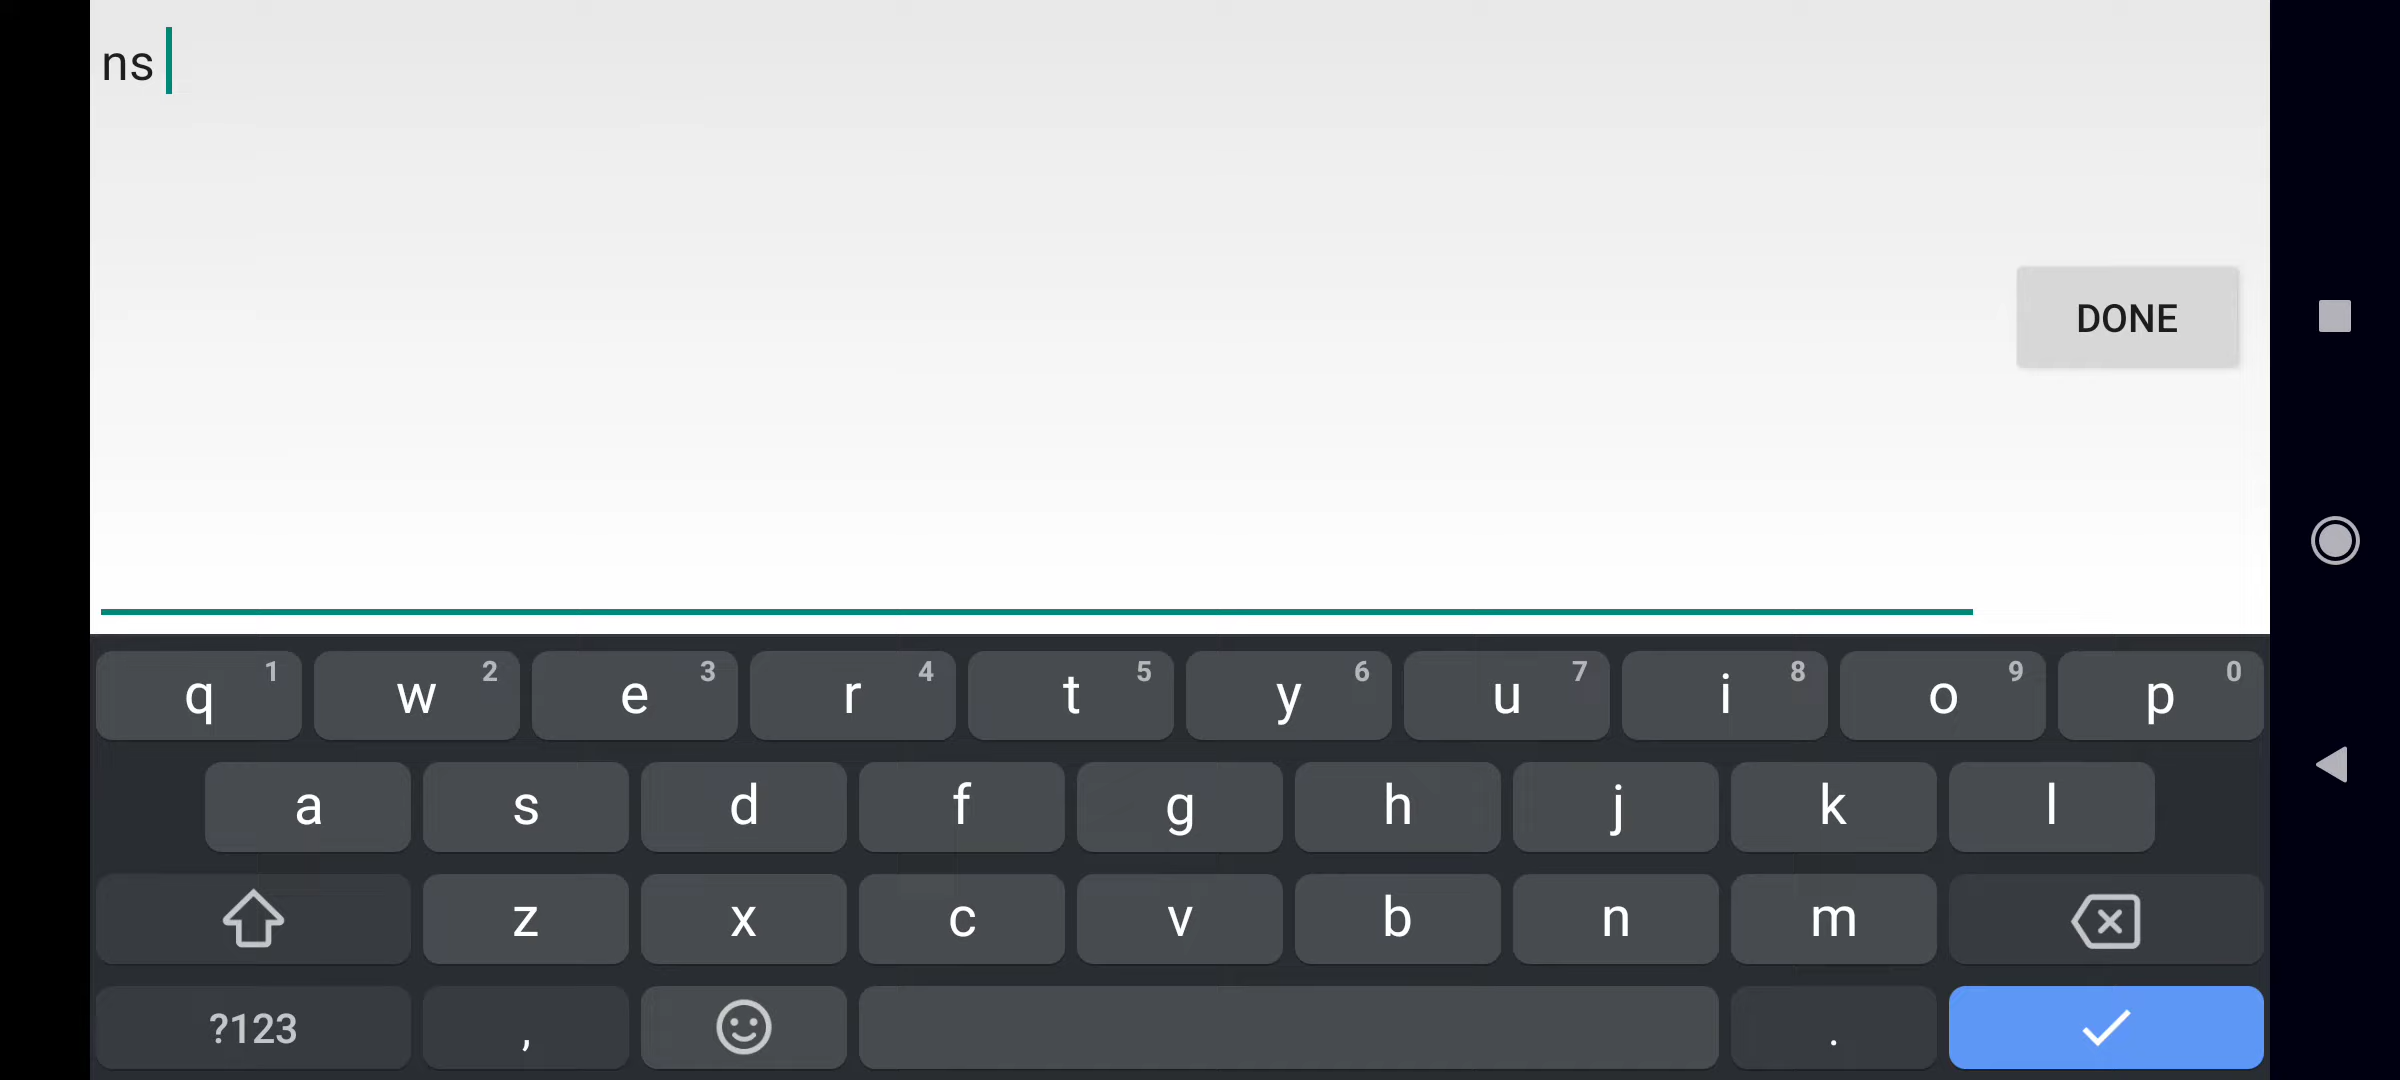 ns
DONE
q 1 w 2 e 3 r 4 t 5 y 6 u 7 i 8 o 9 p 0
a s d f g h j k l
z x c v b n m
?123 , .